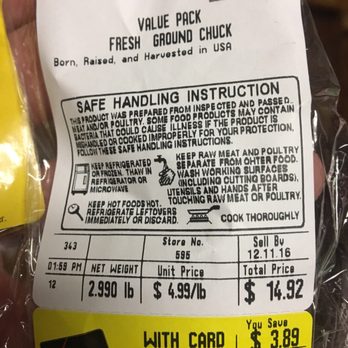 VALUE PACK
FRESH GROUND CHUCK
Born, Raised, and Harvested in USA
SAFE HANDLING INSTRUCTION
THIS PRODUCT WAS PREPARED FROM INSPECTED AND PASSED
MEAT AND/OR POULTRY. SOME FOOD PRODUCTS MAY CONTAIN
BACTERIA THAT COULD CAUSE ILLNESS IF THE PRODUCT IS
MISHANDLED OR COOKED IMPROPERLY. FOR YOUR PROTECTION,
FOLLOW THESE SAFE HANDLING INSTRUCTIONS.
KEEP REFRIGERATED
OR FROZEN. THAW IN
REFRIGERATOR OR
MICROWAVE
KEEP RAW MEAT AND POULTRY
SEPARATE FROM OHTER FOOD.
WASH WORKING SURFACES
(INCLUDING CUTTING BOARDS),
UTENSILS AND HANDS AFTER
TOUCHING RAW MEAT OR POULTRY.
KEEP HOT FOODS HOT.
REFRIGERATE LEFTOVERS
IMMEDIATELY OR DISCARD.
COOK THOROUGHLY
343 Store No. Sell By
595 12.11.16
01:59 PM NET WEIGHT Unit Price Total Price
12 2.990 lb $ 4.99/lb $ 14.92
WITH CARD You Save
$ 3.89